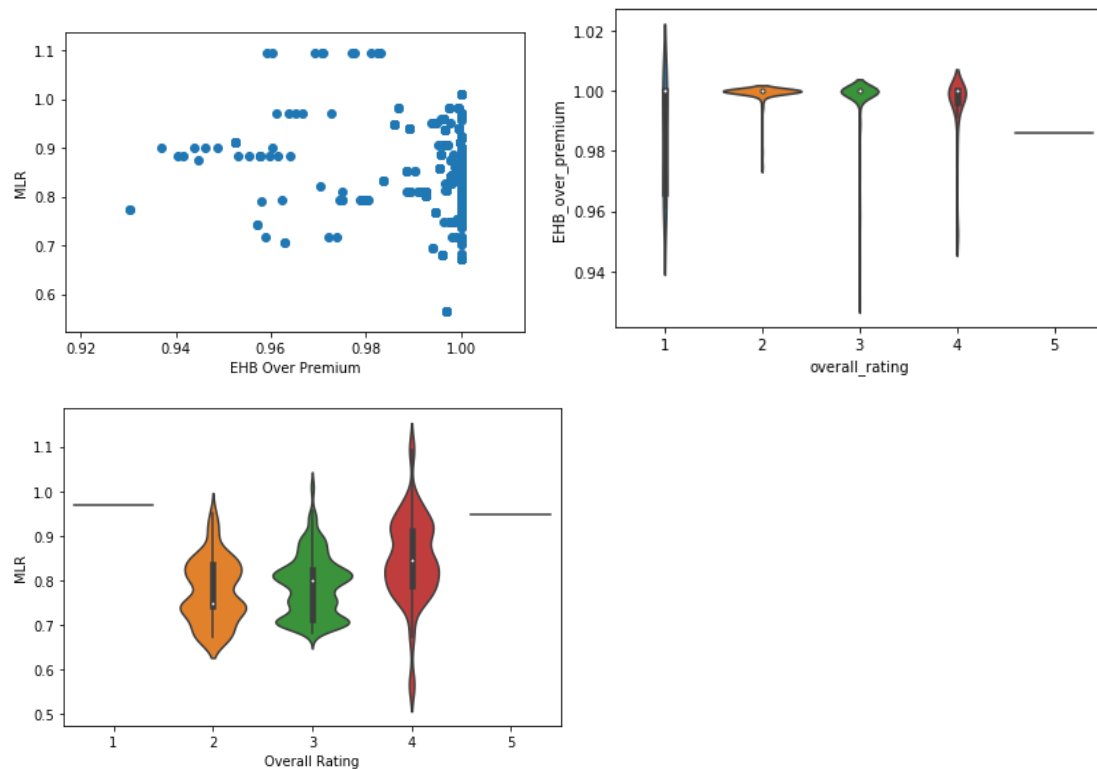 1.1
1.0
0.9
0.8
0.7
0.6
MLR
0.92 0.94 0.96 0.98 1.00
EHB Over Premium
1.02
1.00
0.98
0.96
0.94
EHB_over_premium
1 2 3 4 5
overall_rating
1.1
1.0
0.9
0.8
0.7
0.6
0.5
MLR
1 2 3 4 5
Overall Rating